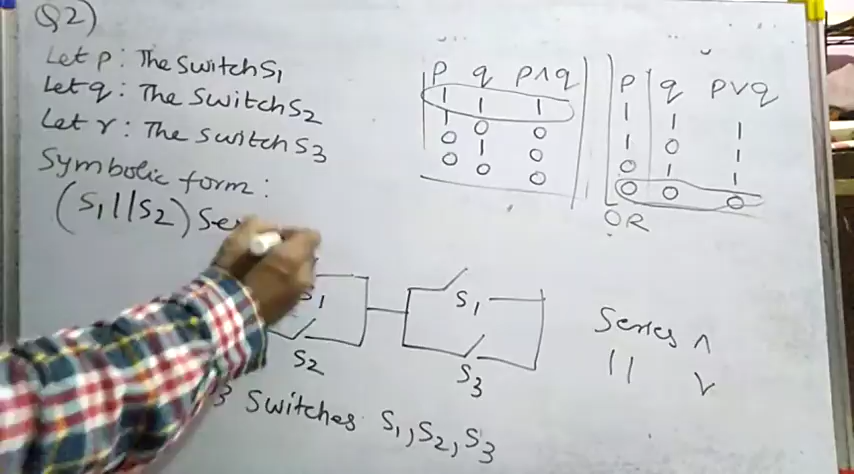 Q2)
Let p: The Switch S1
Let q: The Switch S2
Let r: The Switch S3
Symbolic form:
(S1 || S2) Se
p q p∧q
1 1 1
1 0 0
0 1 0
0 0 0
p q p∨q
1 1 1
1 0 1
0 1 1
0 0 0
OR
S1
S2
S1
S3
Series ∧
|| ∨
3 Switches S1, S2, S3